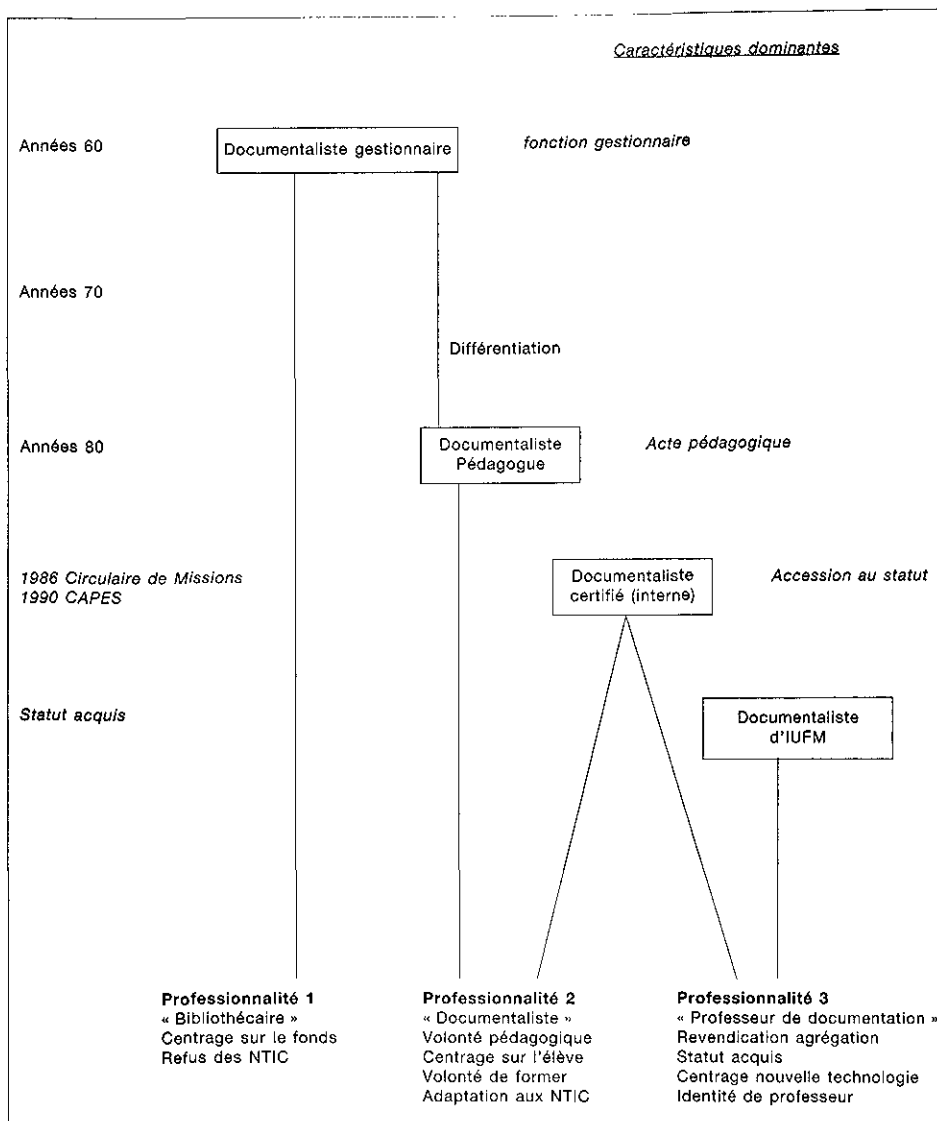 Caractéristiques dominantes
Années 60
Documentaliste gestionnaire
fonction gestionnaire
Années 70
Différentiation
Années 80
Documentaliste
Pédagogue
Acte pédagogique
1986 Circulaire de Missions
1990 CAPES
Documentaliste
certifié (interne)
Accession au statut
Statut acquis
Documentaliste
d'IUFM
Professionnalité 1
« Bibliothécaire »
Centrage sur le fonds
Refus des NTIC
Professionnalité 2
« Documentaliste »
Volonté pédagogique
Centrage sur l'élève
Volonté de former
Adaptation aux NTIC
Professionnalité 3
« Professeur de documentation »
Revendication agrégation
Statut acquis
Centrage nouvelle technologie
Identité de professeur